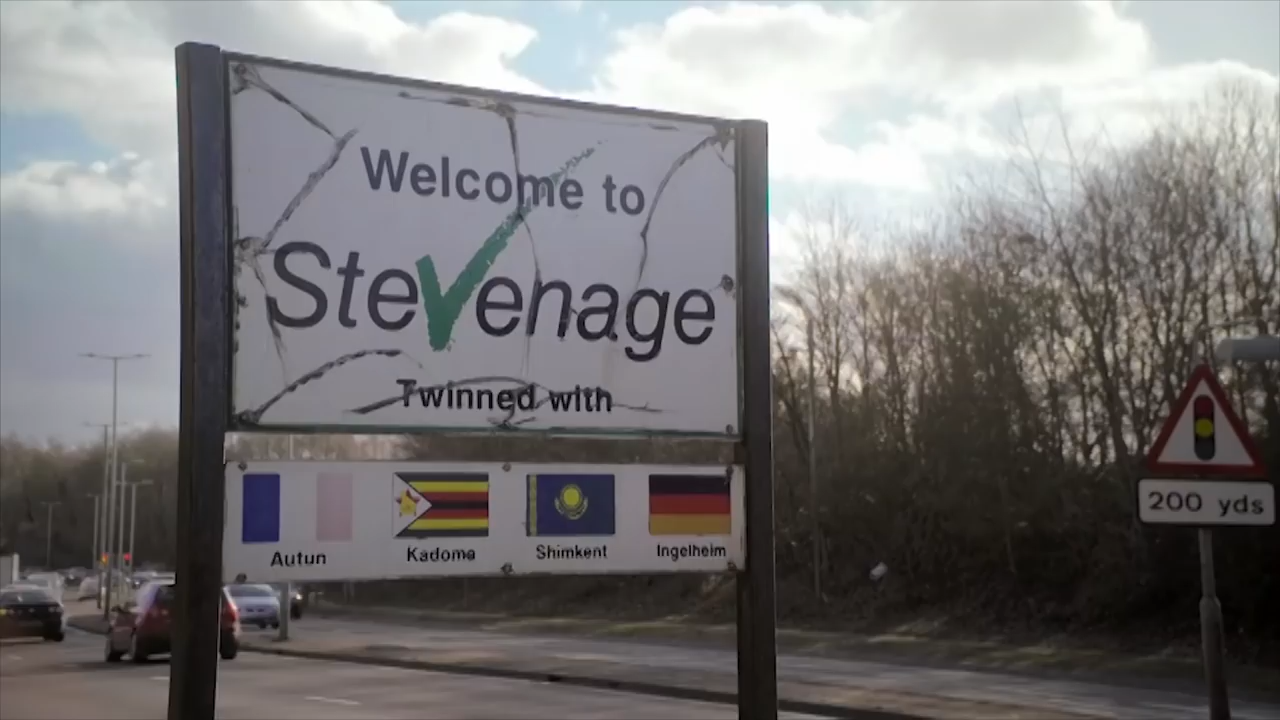 Welcome to
Stevenage
Twinned with
Autun Kadoma Shimkent Ingelheim
200 yds